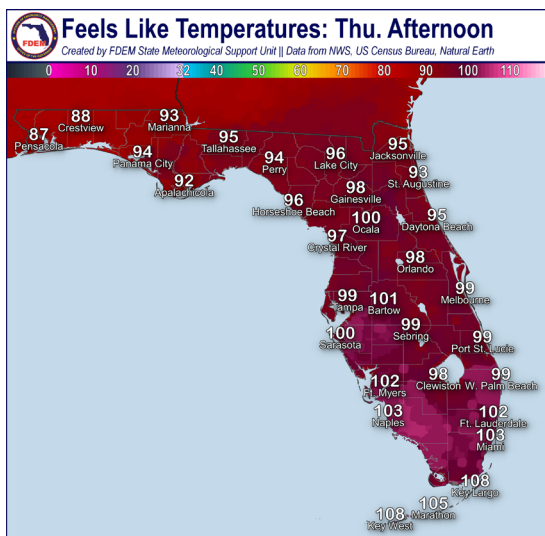 FDEM
Feels Like Temperatures: Thu. Afternoon
Created by FDEM State Meteorological Support Unit || Data from NWS, US Census Bureau, Natural Earth
0 10 20 32 40 50 60 70 80 90 100 110
87
Pensacola
88
Crestview
93
Marianna
94
Panama City
92
Apalachicola
95
Tallahassee
94
Perry
96
Lake City
95
Jacksonville
93
St. Augustine
96
Horseshoe Beach
98
Gainesville
100
Ocala
95
Daytona Beach
97
Crystal River
98
Orlando
99
Melbourne
99
Tampa
101
Bartow
100
Sarasota
99
Sebring
99
Port St. Lucie
102
Ft. Myers
98
Clewiston
99
W. Palm Beach
103
Naples
102
Ft. Lauderdale
103
Miami
108
Key Largo
105
Marathon
108
Key West